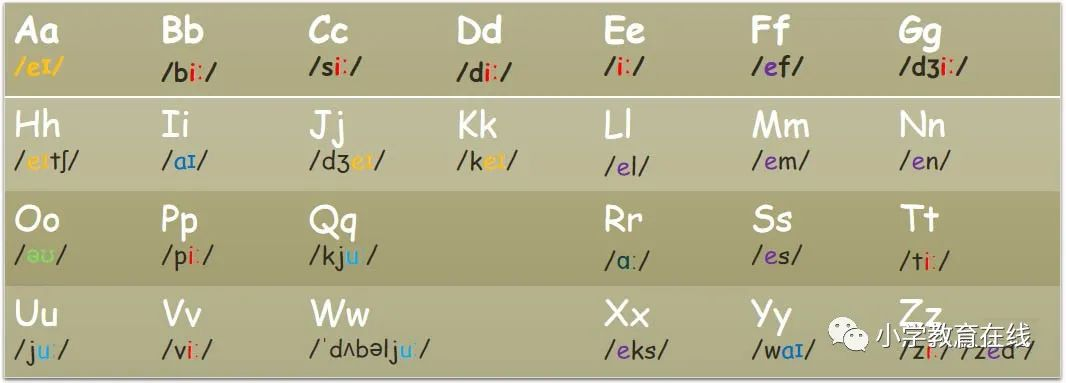 Aa Bb Cc Dd Ee Ff Gg
/eɪ/ /biː/ /siː/ /diː/ /iː/ /ef/ /dʒiː/
Hh Ii Jj Kk Ll Mm Nn
/eɪtʃ/ /aɪ/ /dʒeɪ/ /keɪ/ /el/ /em/ /en/
Oo Pp Qq Rr Ss Tt
/əʊ/ /piː/ /kjuː/ /ɑː/ /es/ /tiː/
Uu Vv Ww Xx Yy Zz
/juː/ /viː/ /ˈdʌbəljuː/ /eks/ /waɪ/ /ziː/ /zed/
小学教育在线